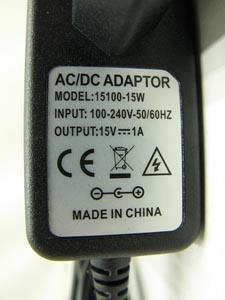 AC/DC ADAPTOR
MODEL:15100-15W
INPUT: 100-240V-50/60HZ
OUTPUT:15V⎓1A
CE
MADE IN CHINA